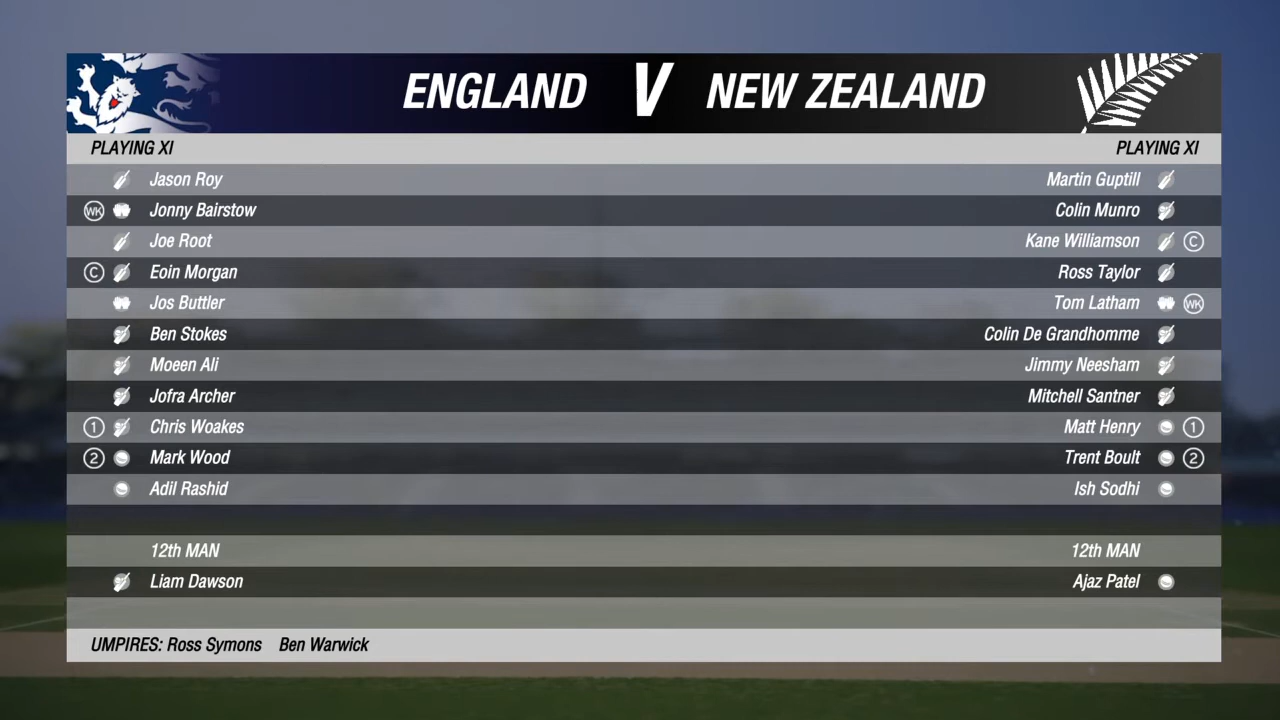 ENGLAND V NEW ZEALAND
PLAYING XI PLAYING XI
Jason Roy Martin Guptill
WK Jonny Bairstow Colin Munro
Joe Root Kane Williamson C
C Eoin Morgan Ross Taylor
Jos Buttler Tom Latham WK
Ben Stokes Colin De Grandhomme
Moeen Ali Jimmy Neesham
Jofra Archer Mitchell Santner
1 Chris Woakes Matt Henry 1
2 Mark Wood Trent Boult 2
Adil Rashid Ish Sodhi
12th MAN 12th MAN
Liam Dawson Ajaz Patel
UMPIRES: Ross Symons Ben Warwick